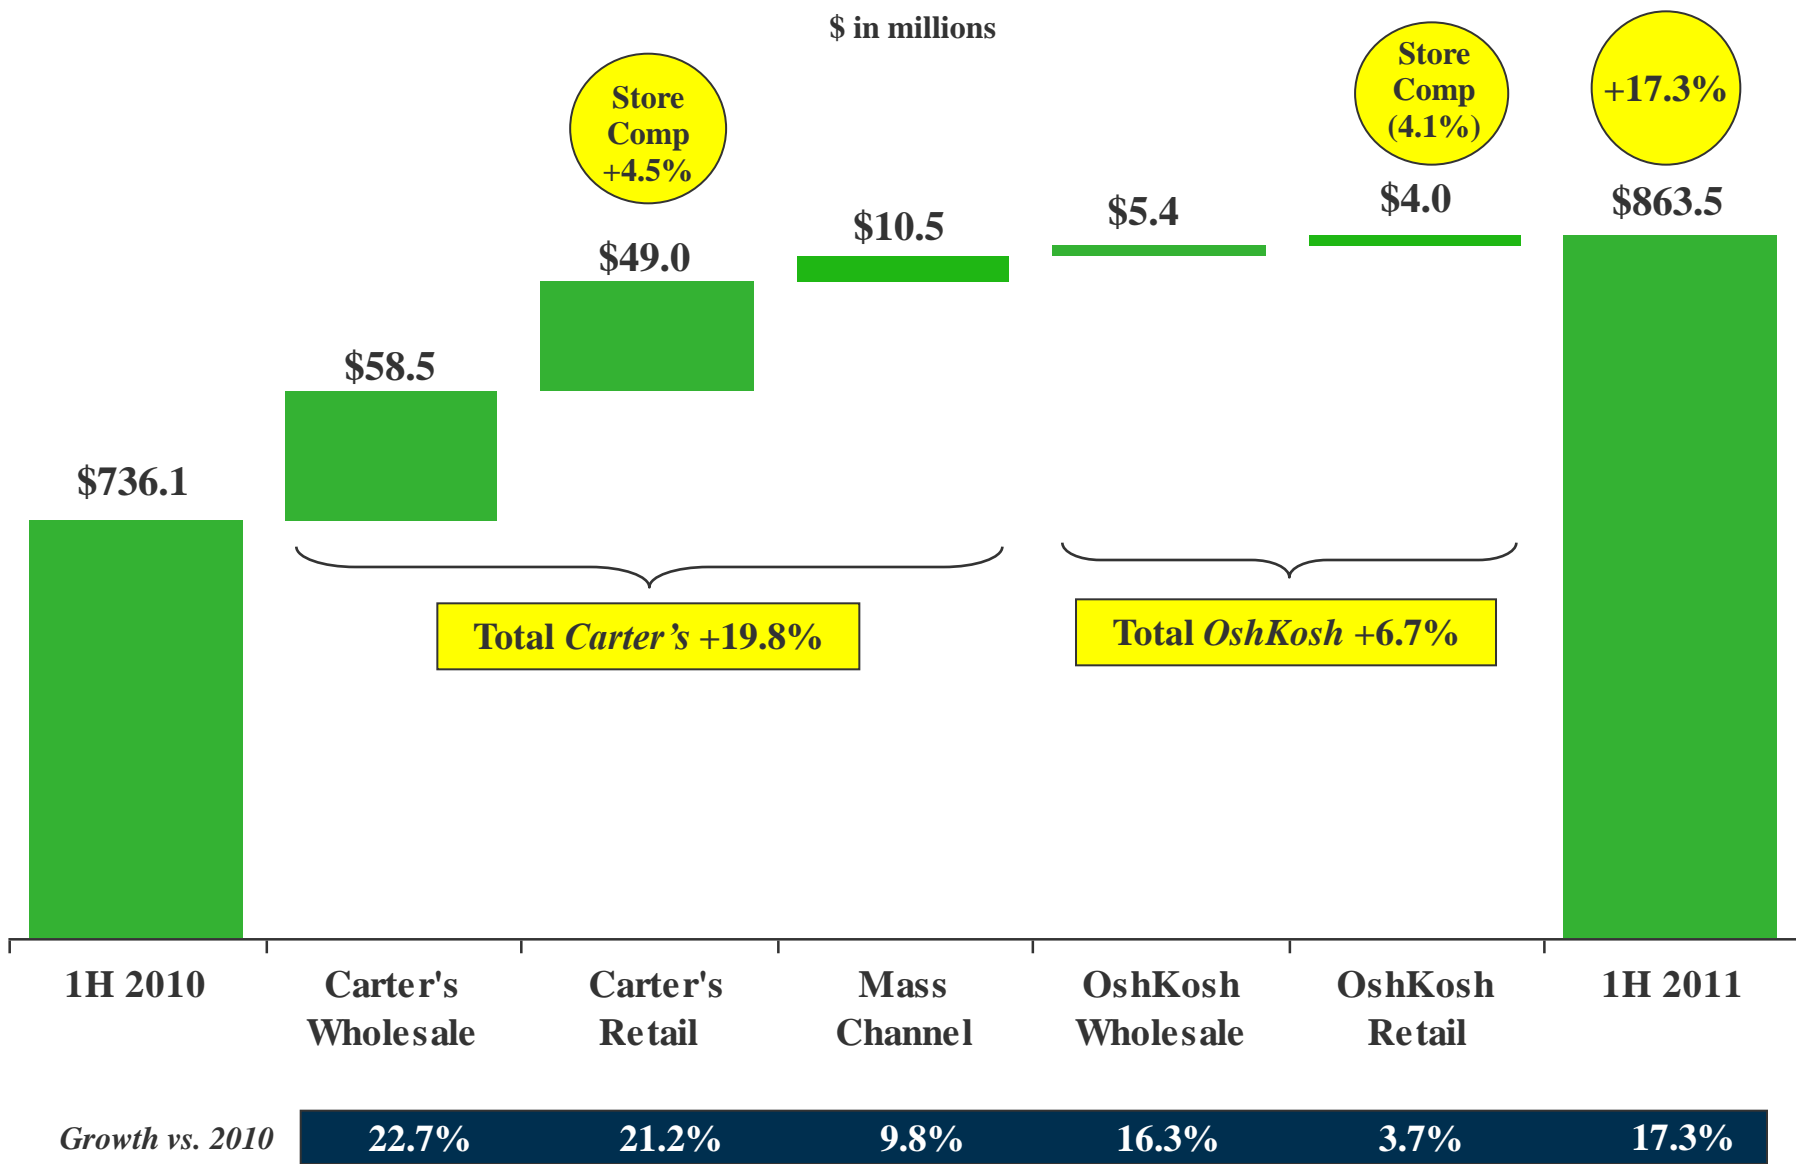 $ in millions
Store
Comp
+4.5%
Store
Comp
(4.1%)
+17.3%
$736.1
$58.5
$49.0
$10.5
$5.4
$4.0
$863.5
Total Carter’s +19.8%
Total OshKosh +6.7%
1H 2010
Carter's
Wholesale
Carter's
Retail
Mass
Channel
OshKosh
Wholesale
OshKosh
Retail
1H 2011
Growth vs. 2010 22.7% 21.2% 9.8% 16.3% 3.7% 17.3%